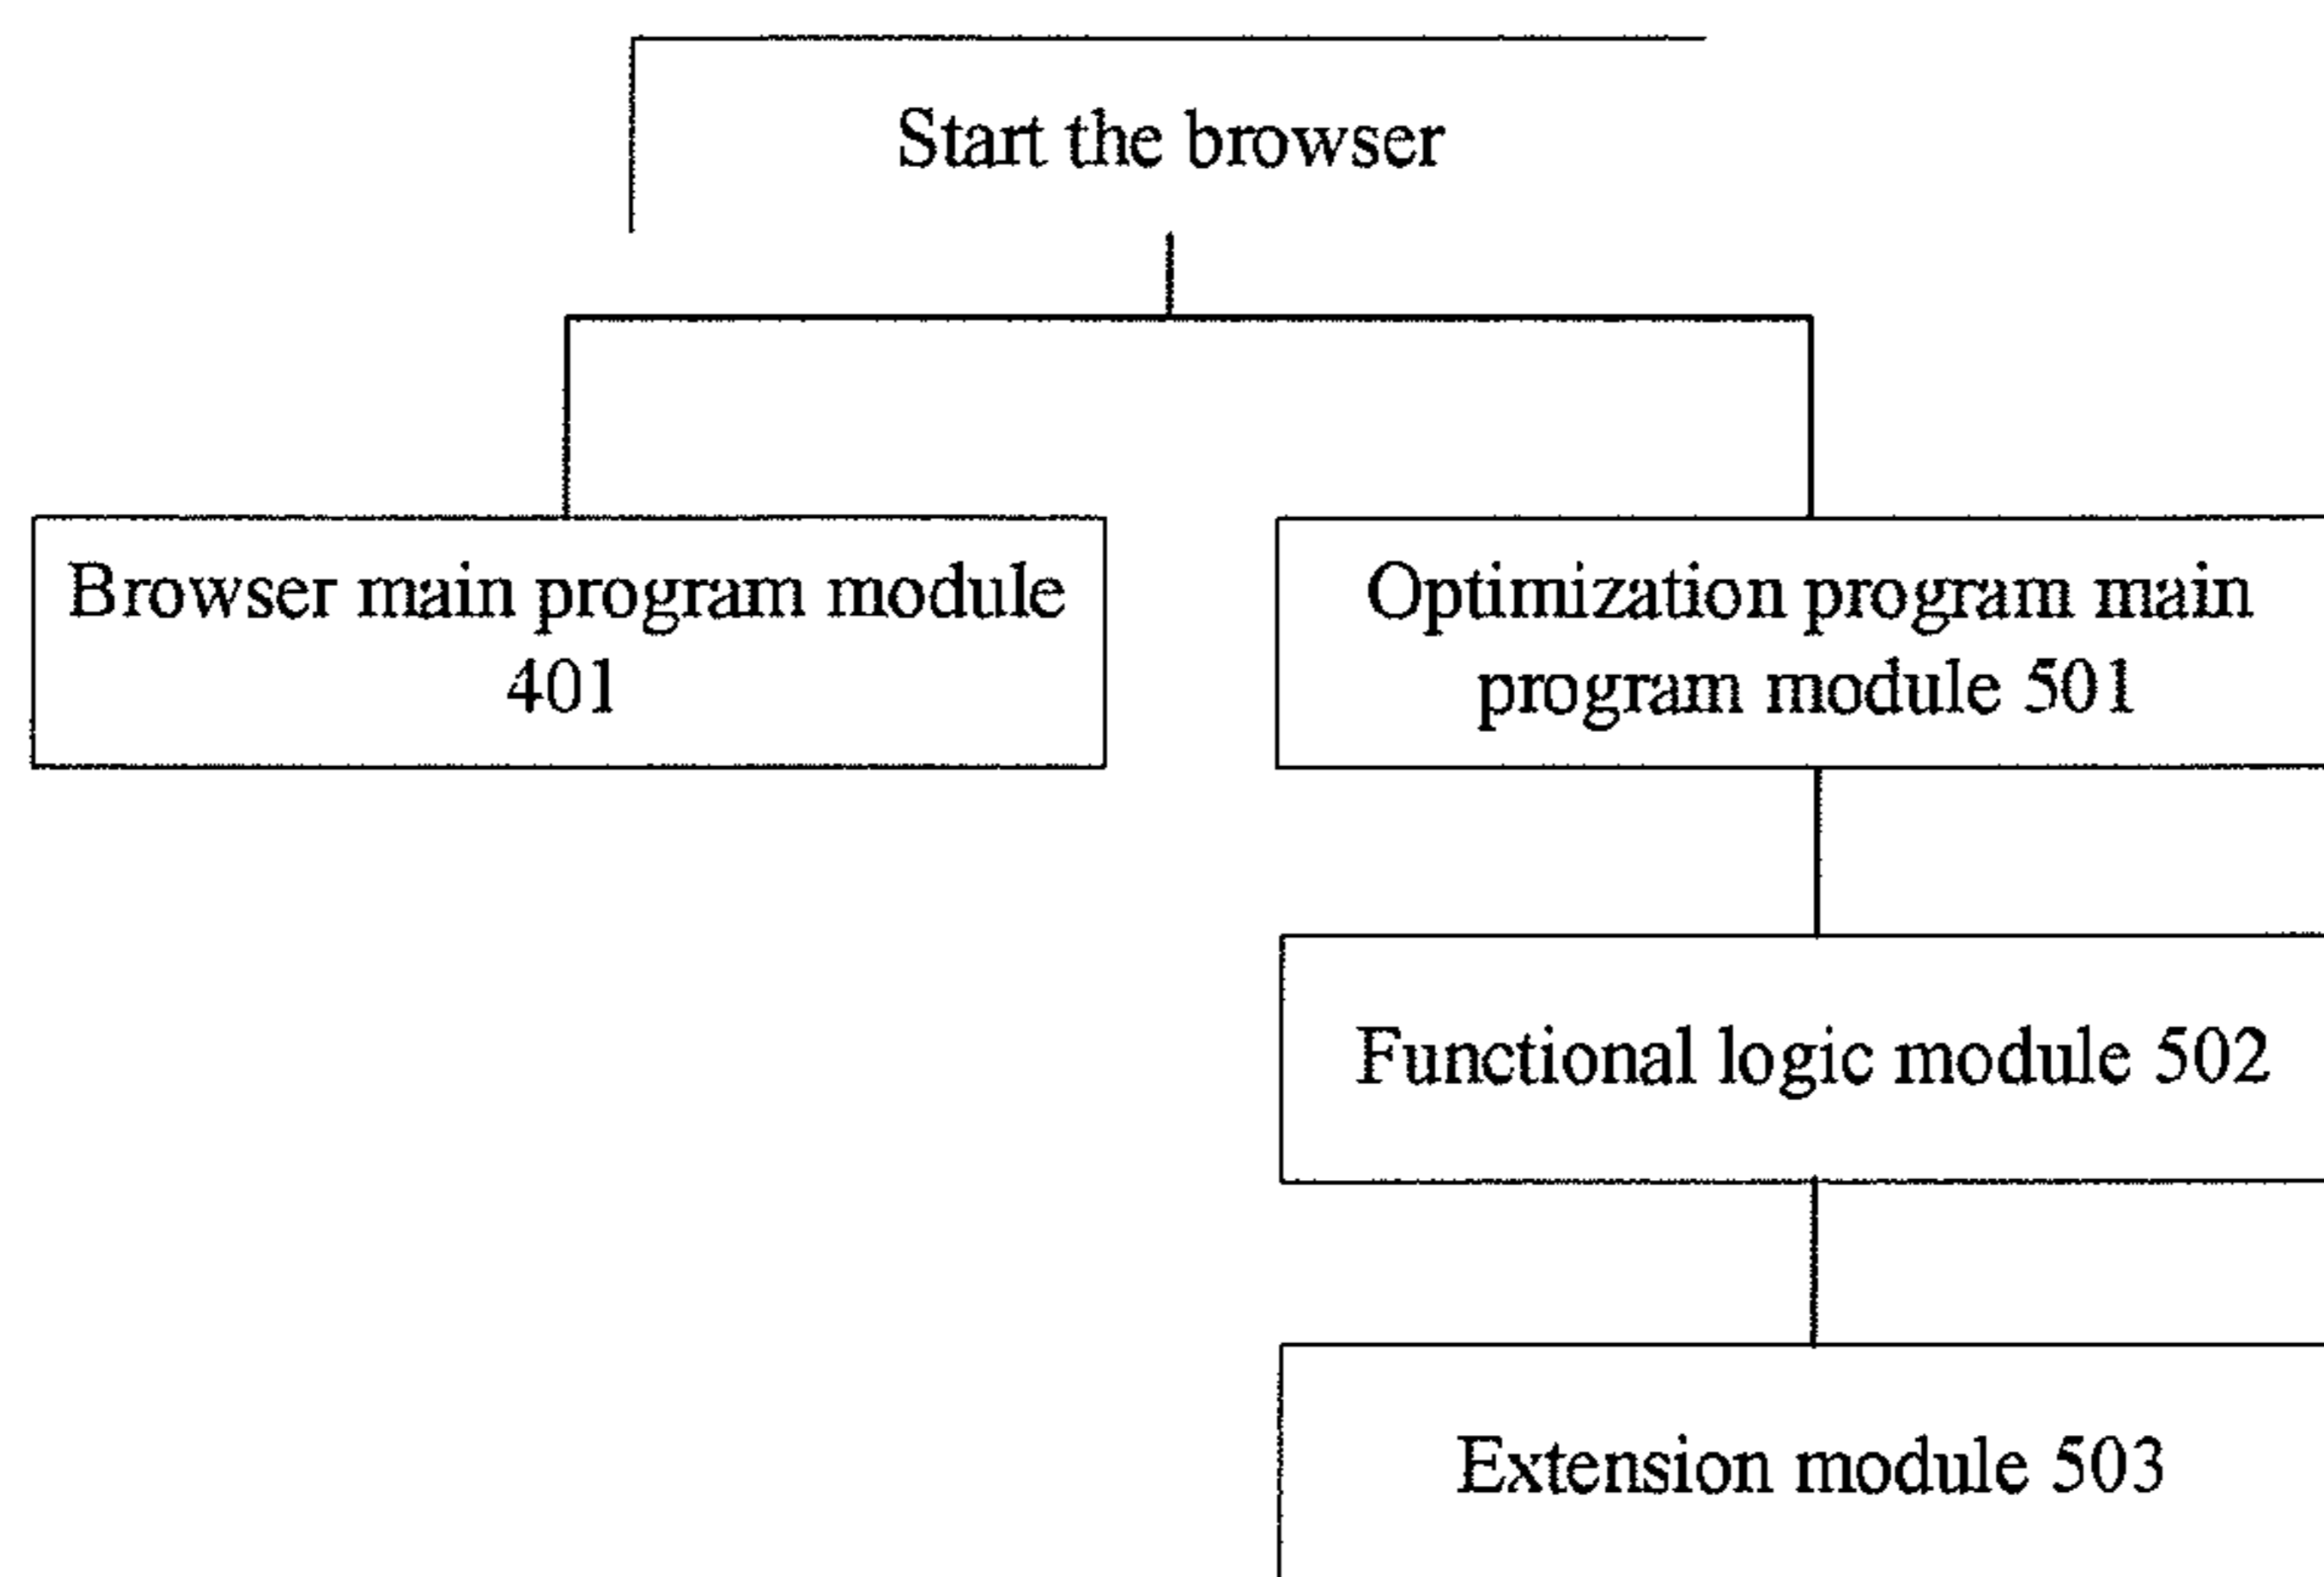 Start the browser
Browser main program module
401
Optimization program main
program module 501
Functional logic module 502
Extension module 503